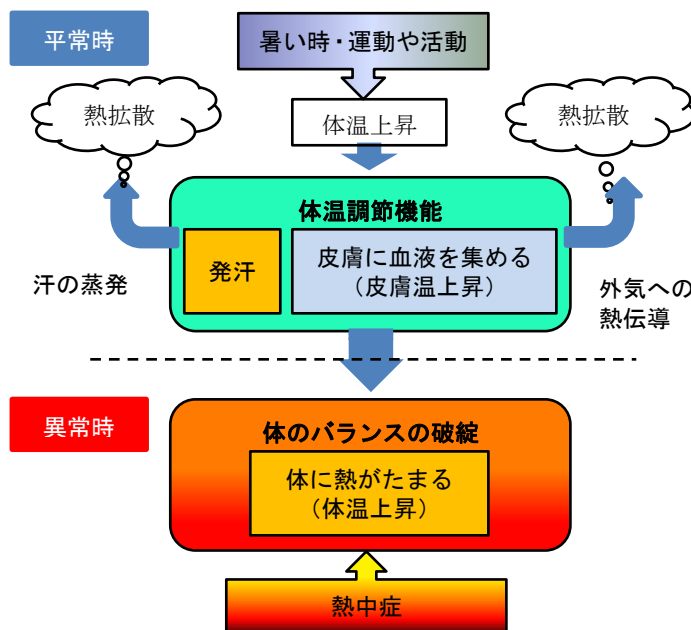 平常時
暑い時・運動や活動
熱拡散
体温上昇
熱拡散
体温調節機能
発汗
皮膚に血液を集める
（皮膚温上昇）
汗の蒸発
外気への
熱伝導
異常時
体のバランスの破綻
体に熱がたまる
（体温上昇）
熱中症